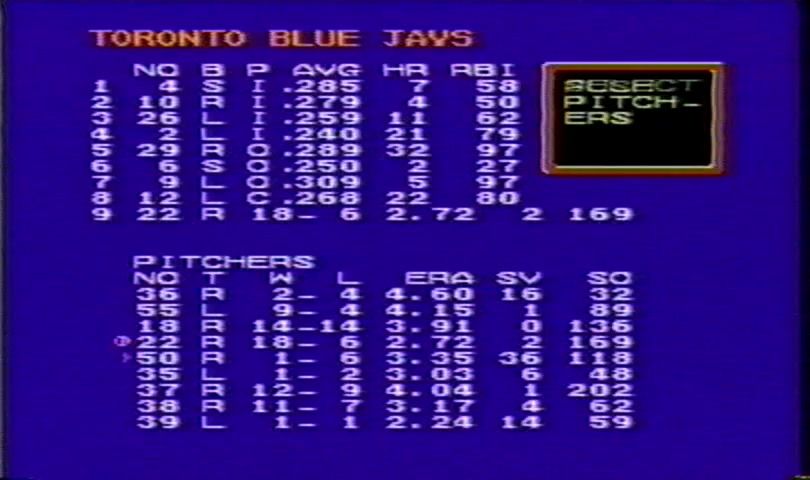 TORONTO BLUE JAYS
NO B P AVG HR RBI
1 4 S I .285 7 58
2 10 R I .279 4 50
3 26 L I .259 11 62
4 2 L I .240 21 79
5 29 R O .289 32 97
6 6 S O .250 2 27
7 9 L O .309 5 97
8 12 L C .268 22 80
9 22 R 18- 6 2.72 2 169
SELECT
PITCH-
ERS
PITCHERS
NO T W L ERA SV SO
36 R 2- 4 4.60 16 32
55 L 9- 4 4.15 1 89
18 R 14-14 3.91 0 136
22 R 18- 6 2.72 2 169
50 R 1- 6 3.35 36 118
35 L 1- 2 3.03 6 48
37 R 12- 9 4.04 1 202
38 R 11- 7 3.17 4 62
39 L 1- 1 2.24 14 59